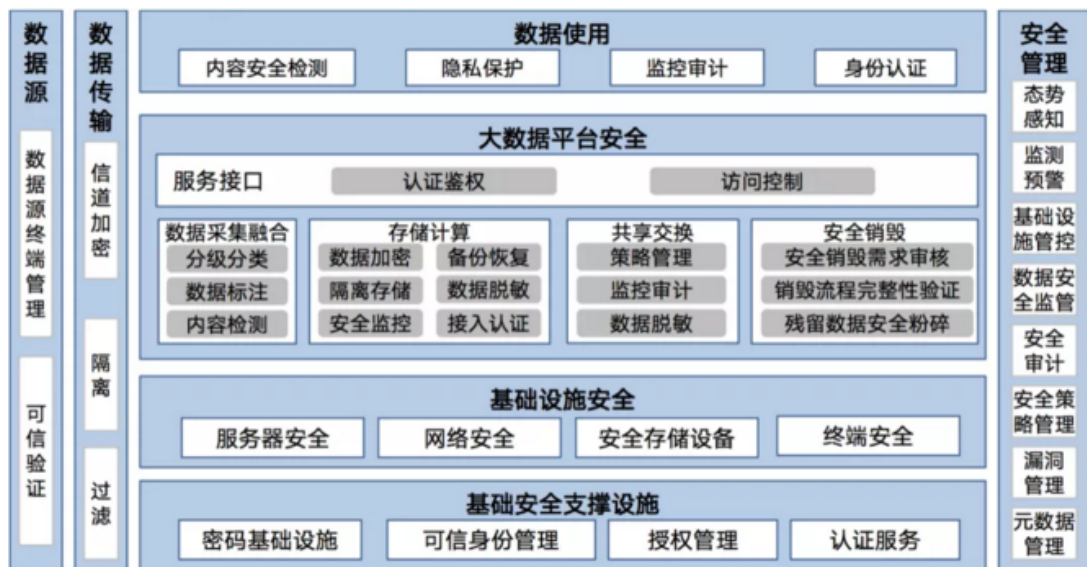 数据源
数据源终端管理
可信验证
数据传输
信道加密
隔离
过滤
数据使用
内容安全检测
隐私保护
监控审计
身份认证
大数据平台安全
服务接口
认证鉴权
访问控制
数据采集融合
分级分类
数据标注
内容检测
存储计算
数据加密
备份恢复
隔离存储
数据脱敏
安全监控
接入认证
共享交换
策略管理
监控审计
数据脱敏
安全销毁
安全销毁需求审核
销毁流程完整性验证
残留数据安全粉碎
基础设施安全
服务器安全
网络安全
安全存储设备
终端安全
基础安全支撑设施
密码基础设施
可信身份管理
授权管理
认证服务
安全
管理
态势
感知
监测
预警
基础设
施管控
数据安
全监管
安全
审计
安全策
略管理
漏洞
管理
元数据
管理